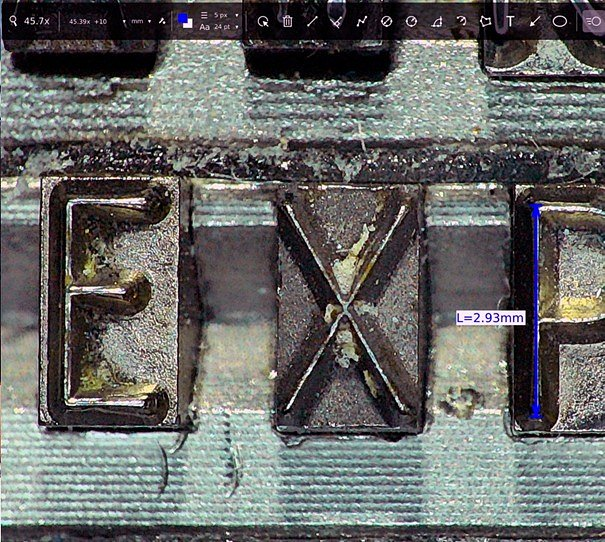 45.7x 45.39x +10 mm 5 px
Aa 24 pt T
E X P
L=2.93mm